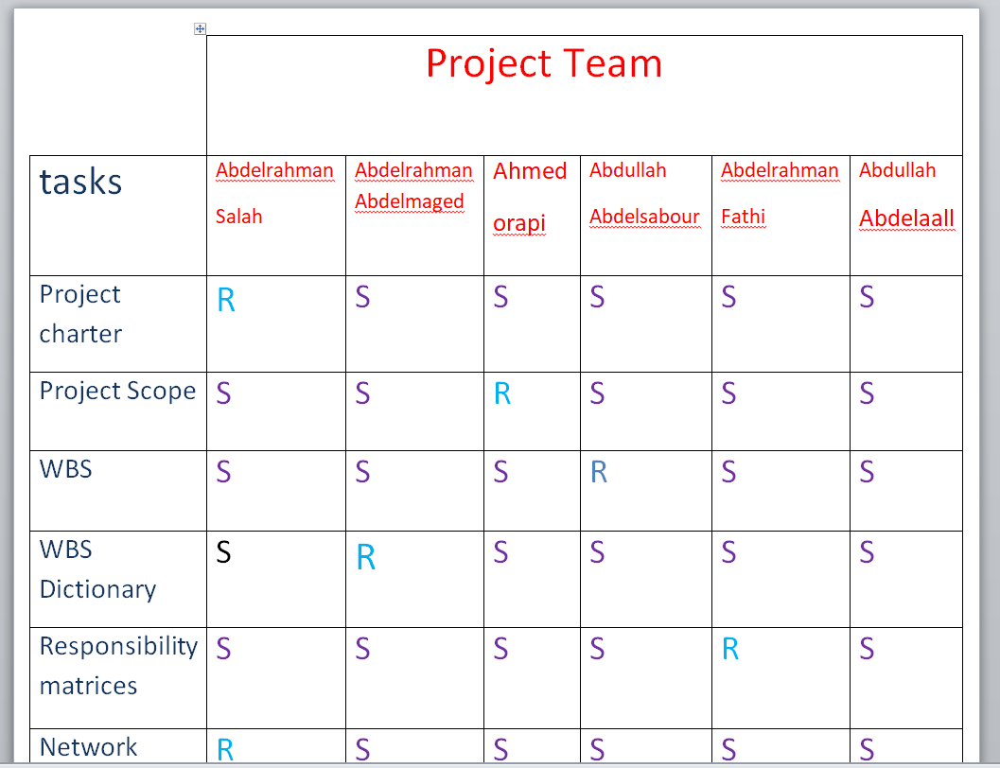 Project Team
tasks
Abdelrahman Salah
Abdelrahman Abdelmaged
Ahmed orapi
Abdullah Abdelsabour
Abdelrahman Fathi
Abdullah Abdelaall
Project charter
R S S S S S
Project Scope
S S R S S S
WBS
S S S R S S
WBS Dictionary
S R S S S S
Responsibility matrices
S S S S R S
Network
R S S S S S